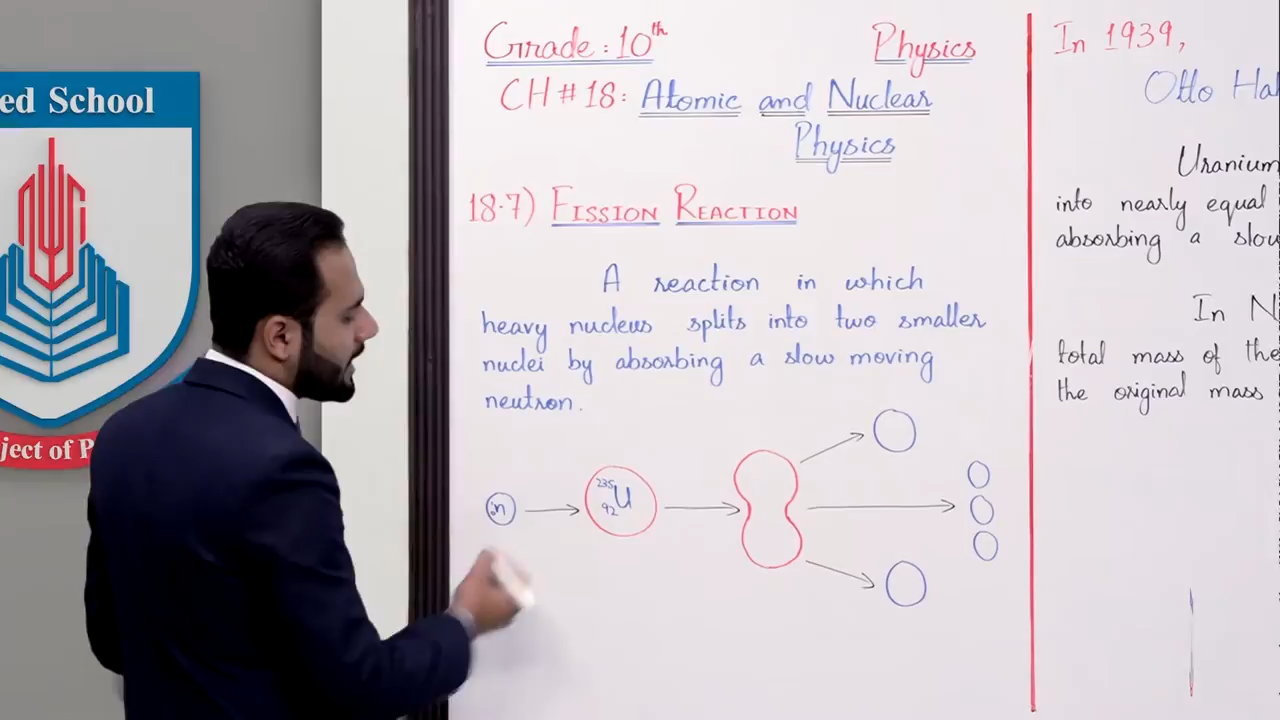 ed School
ject of P
Grade: 10th
Physics
CH # 18: Atomic and Nuclear
Physics
18.7) FISSION REACTION
A reaction in which
heavy nucleus splits into two smaller
nuclei by absorbing a slow moving
neutron.
235
92 U
In 1939,
Otto Ha
Uranium
into nearly equal
absorbing a slow
In N
total mass of the
the original mass